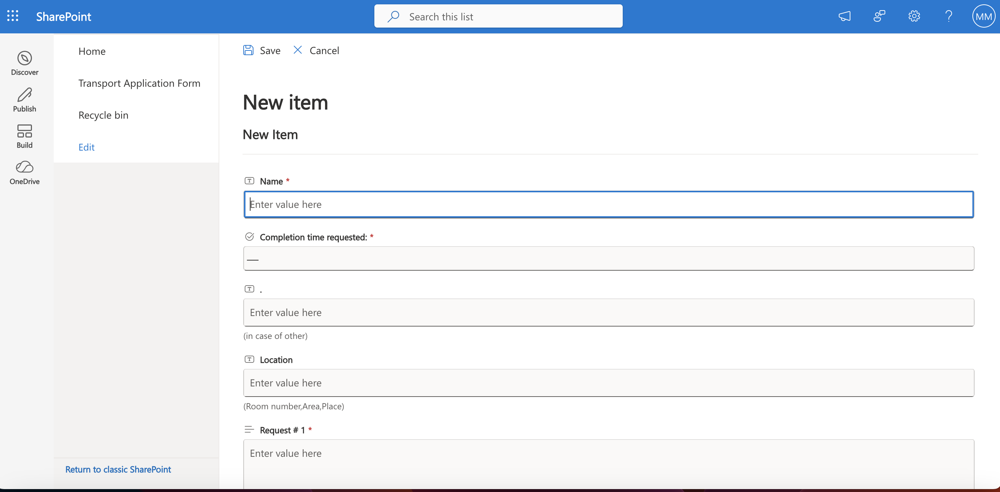 SharePoint
Search this list
MM
Discover
Publish
Build
OneDrive
Home
Transport Application Form
Recycle bin
Edit
Return to classic SharePoint
Save
Cancel
New item
New Item
Name *
Enter value here
Completion time requested: *
—
.
Enter value here
(in case of other)
Location
Enter value here
(Room number,Area,Place)
Request # 1 *
Enter value here